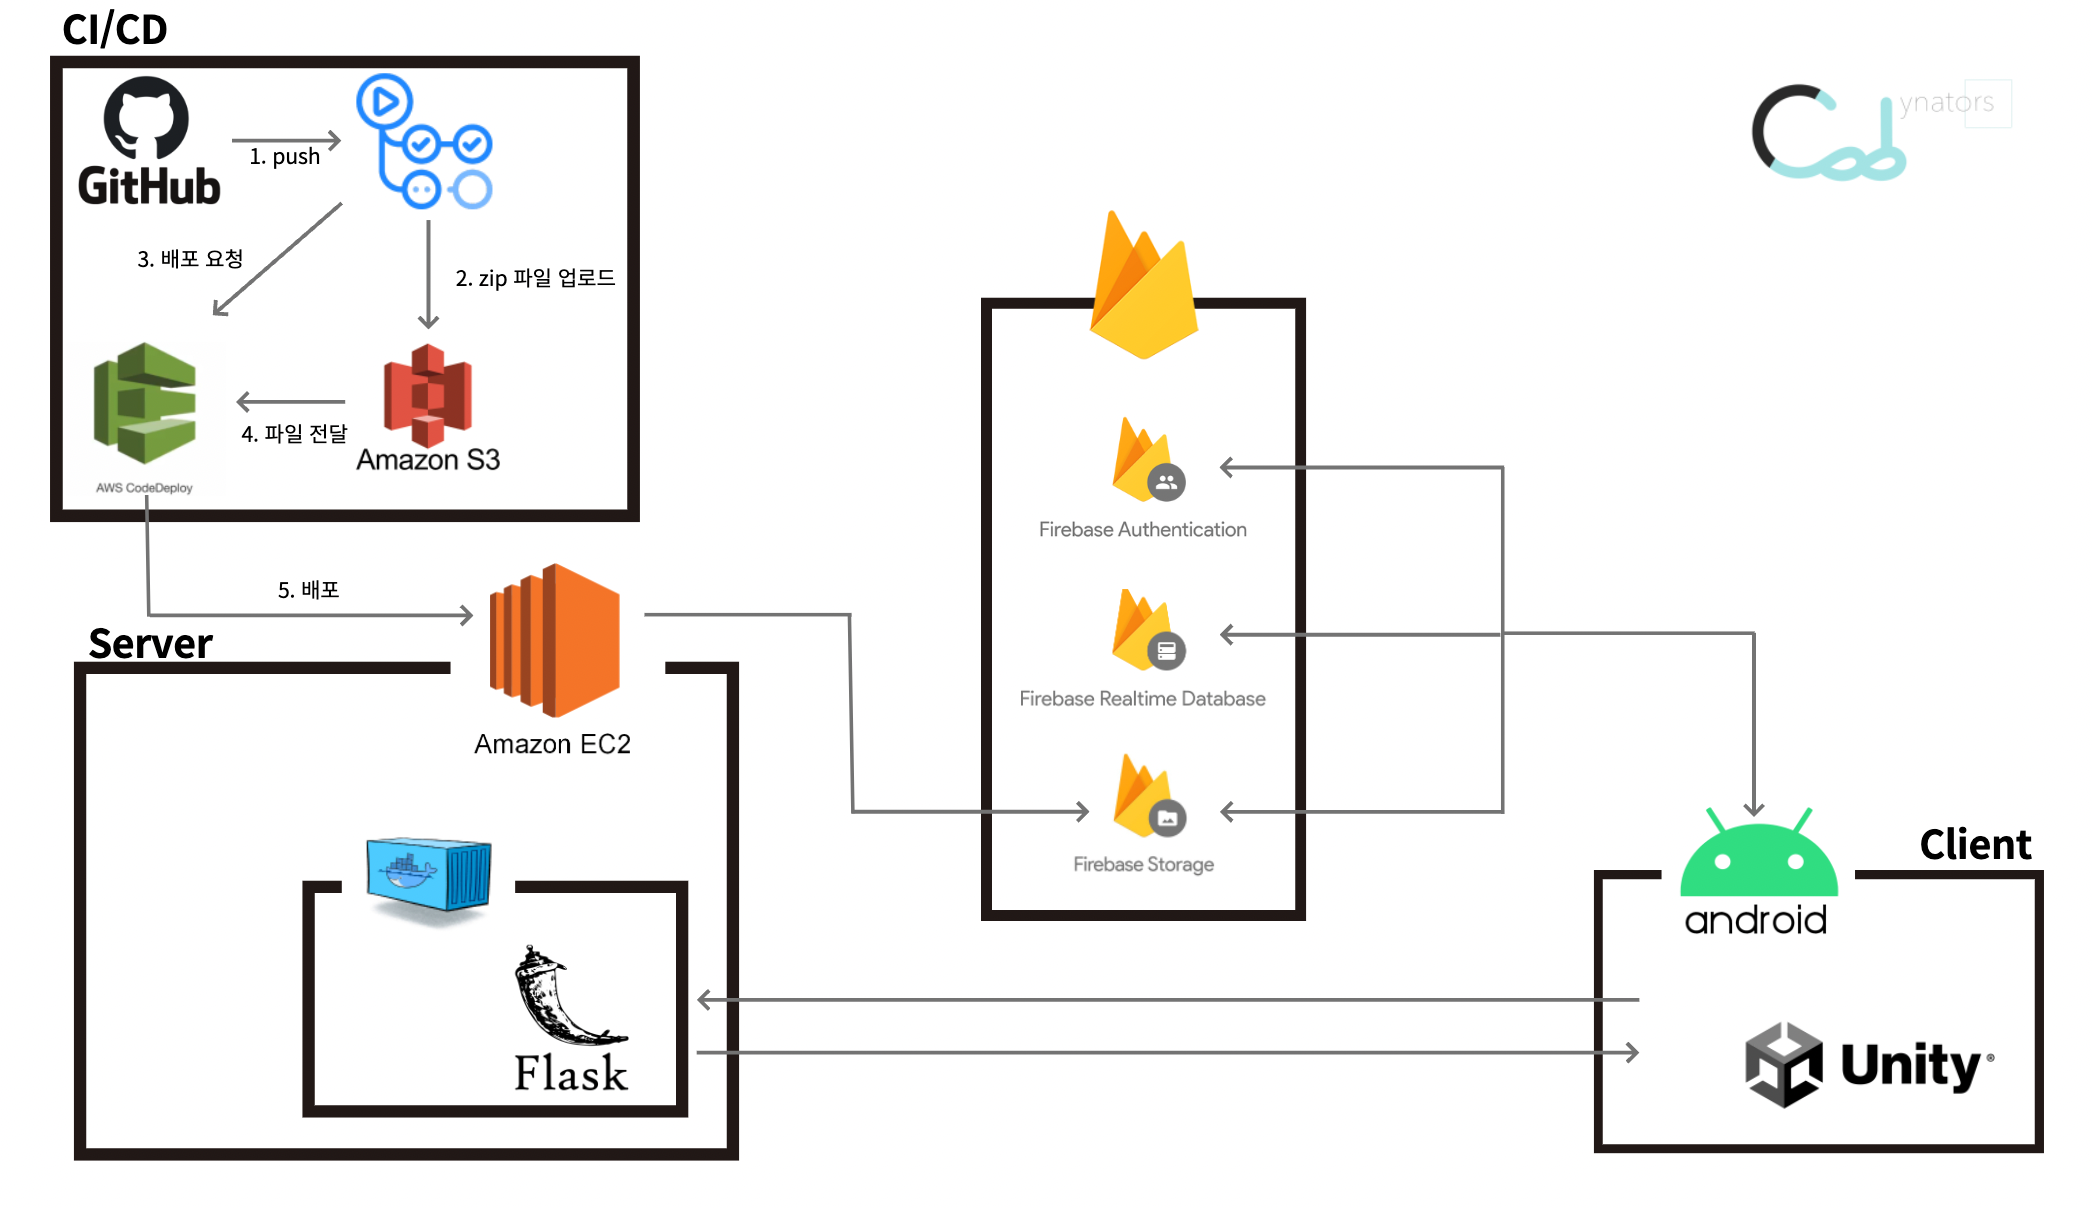 CI/CD
GitHub
1. push
3. 배포 요청
2. zip 파일 업로드
4. 파일 전달
Amazon S3
AWS CodeDeploy
5. 배포
Server
Amazon EC2
Flask
Firebase Authentication
Firebase Realtime Database
Firebase Storage
Codynators
Client
android
Unity®